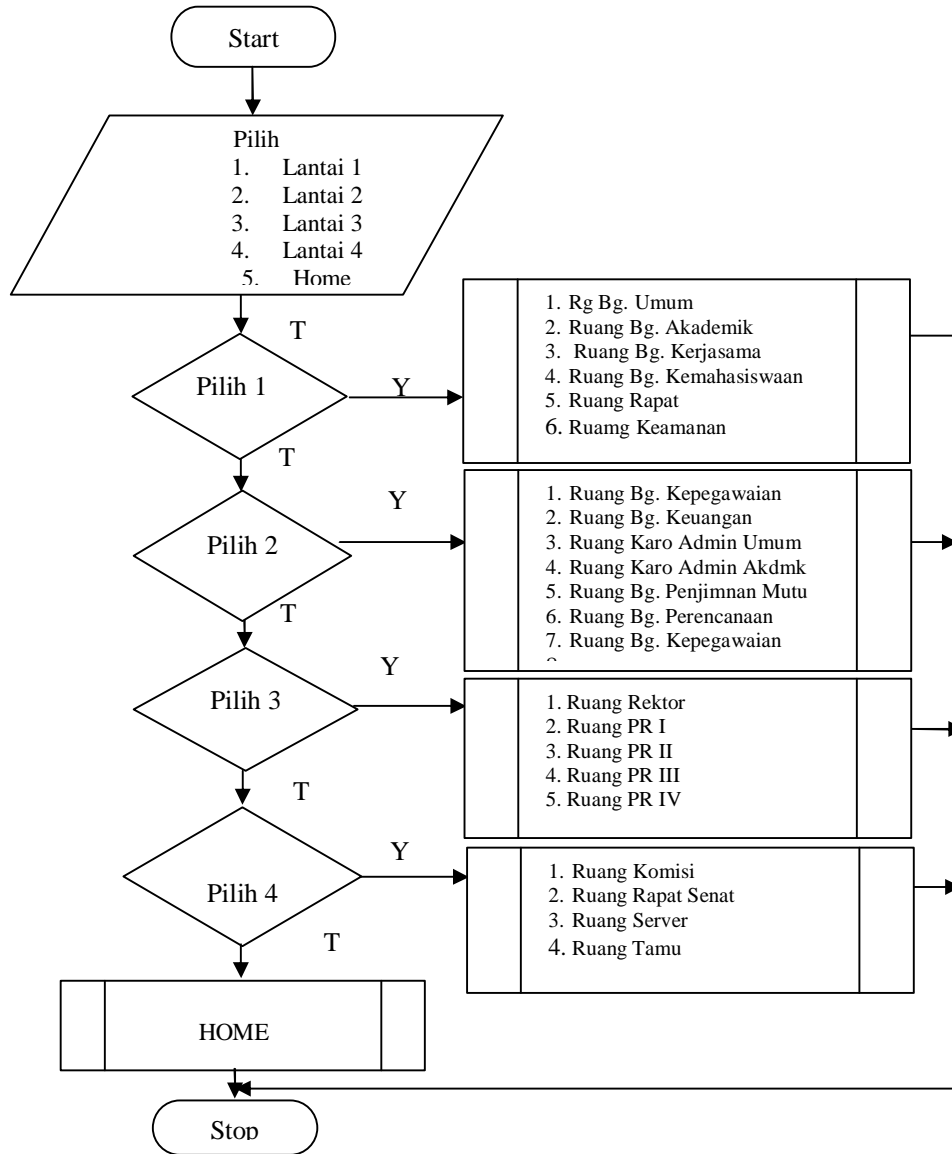 Start
Pilih
1. Lantai 1
2. Lantai 2
3. Lantai 3
4. Lantai 4
5. Home
T
Pilih 1
Y
1. Rg Bg. Umum
2. Ruang Bg. Akademik
3. Ruang Bg. Kerjasama
4. Ruang Bg. Kemahasiswaan
5. Ruang Rapat
6. Ruamg Keamanan
T
Pilih 2
Y
1. Ruang Bg. Kepegawaian
2. Ruang Bg. Keuangan
3. Ruang Karo Admin Umum
4. Ruang Karo Admin Akdmk
5. Ruang Bg. Penjimnan Mutu
6. Ruang Bg. Perencanaan
7. Ruang Bg. Kepegawaian
T
Pilih 3
Y
1. Ruang Rektor
2. Ruang PR I
3. Ruang PR II
4. Ruang PR III
5. Ruang PR IV
T
Pilih 4
Y
1. Ruang Komisi
2. Ruang Rapat Senat
3. Ruang Server
4. Ruang Tamu
T
HOME
Stop